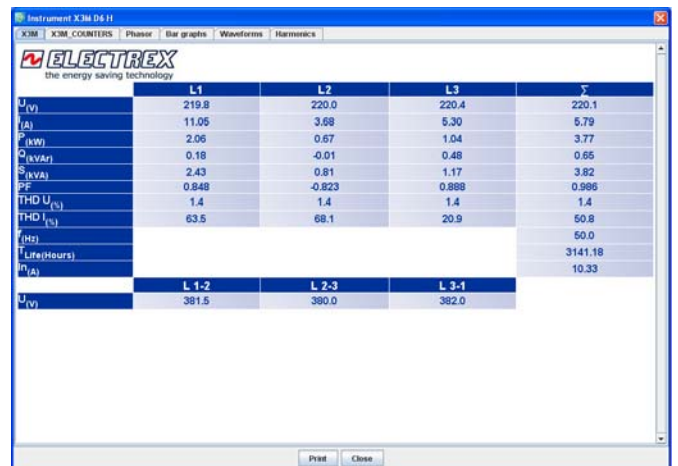 Instrument X3M D6 H
X3M X3M_COUNTERS Phasor Bar graphs Waveforms Harmonics
ELECTREX
the energy saving technology
L1 L2 L3 Σ
U(V) 219.8 220.0 220.4 220.1
I(A) 11.05 3.68 5.30 5.79
P(kW) 2.06 0.67 1.04 3.77
Q(kVAr) 0.18 -0.01 0.48 0.65
S(kVA) 2.43 0.81 1.17 3.82
PF 0.848 -0.823 0.888 0.986
THD U(%) 1.4 1.4 1.4 1.4
THD I(%) 63.5 68.1 20.9 50.8
f(Hz) 50.0
TLife(Hours) 3141.18
In(A) 10.33
L 1-2 L 2-3 L 3-1
U(V) 381.5 380.0 382.0
Print Close